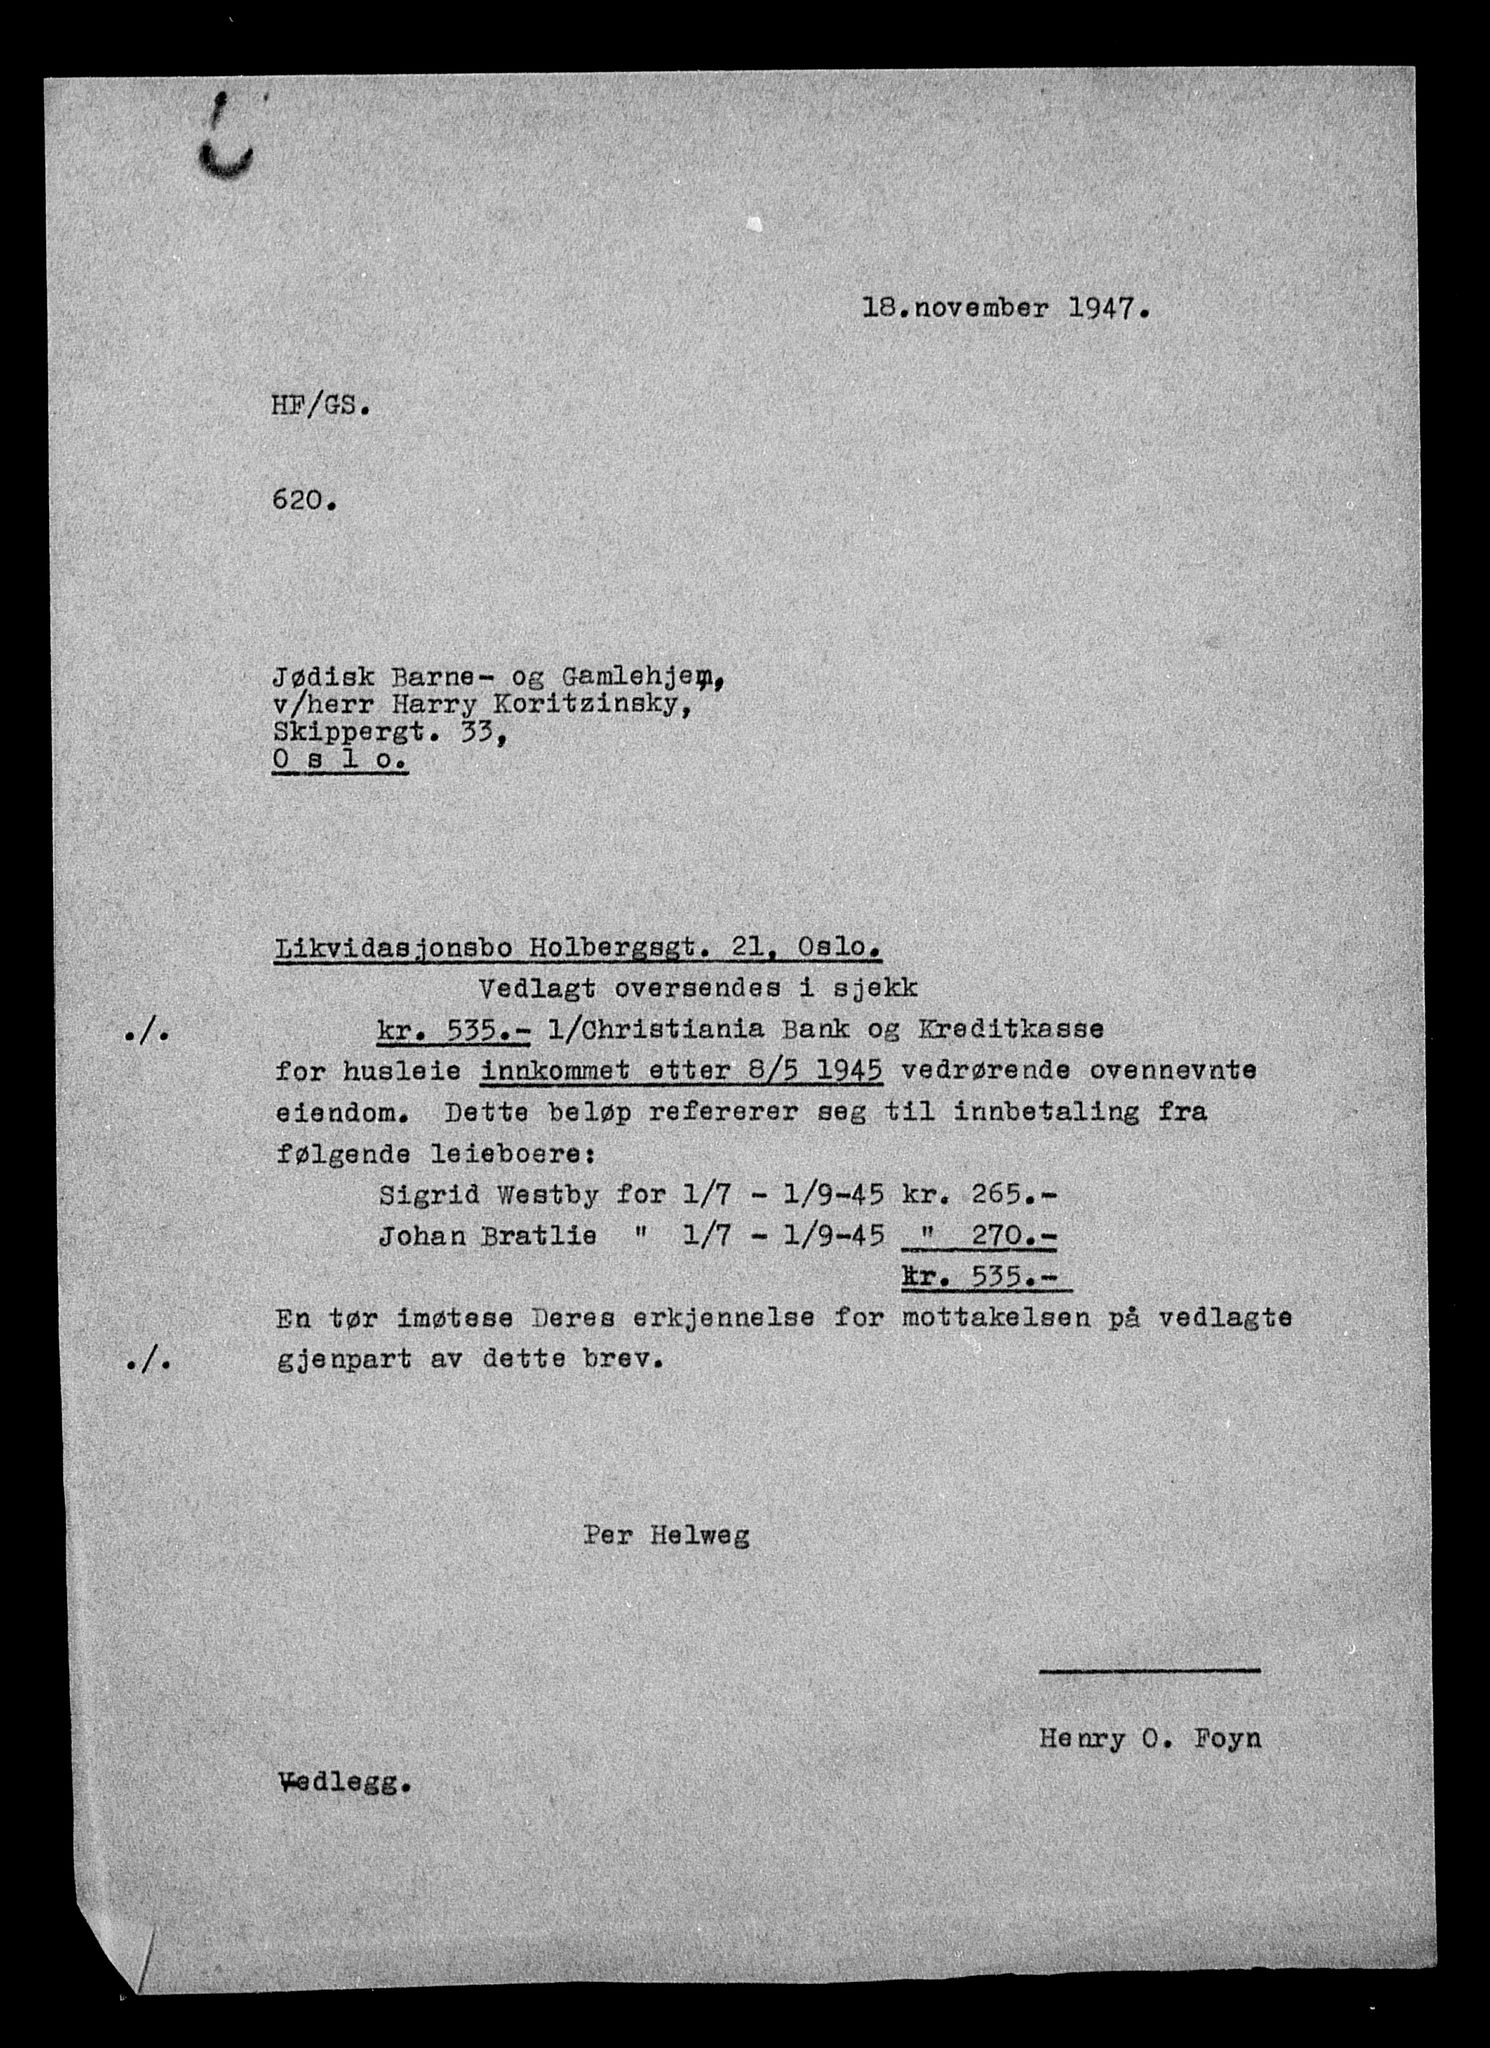 18.november 1947.
HF/GS.
620.
Jødisk Barne- og Gamlehjem,
v/herr Harry Koritzinsky,
Skippergt. 33,
O s l o.
Likvidasjonsbo Holbergsgt. 21, Oslo.
Vedlagt oversendes i sjekk
./. kr. 535.- l/Christiania Bank og Kreditkasse
for husleie innkommet etter 8/5 1945 vedrørende ovennevnte
eiendom. Dette beløp refererer seg til innbetaling fra
følgende leieboere:
Sigrid Westby for 1/7 - 1/9-45 kr. 265.-
Johan Bratlie " 1/7 - 1/9-45 " 270.-
kr. 535.-
En tør imøtese Deres erkjennelse for mottakelsen på vedlagte
./. gjenpart av dette brev.
Per Helweg
Henry O. Foyn
Vedlegg.